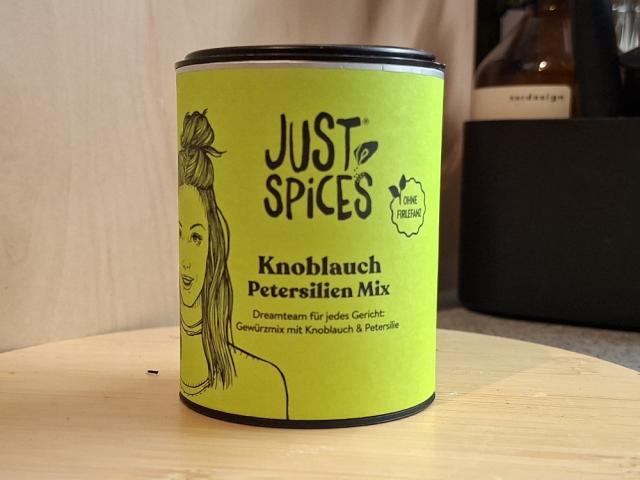 JUST®
SPICES
OHNE
FIRLEFANZ
Knoblauch
Petersilien Mix
Dreamteam für jedes Gericht:
Gewürzmix mit Knoblauch & Petersilie